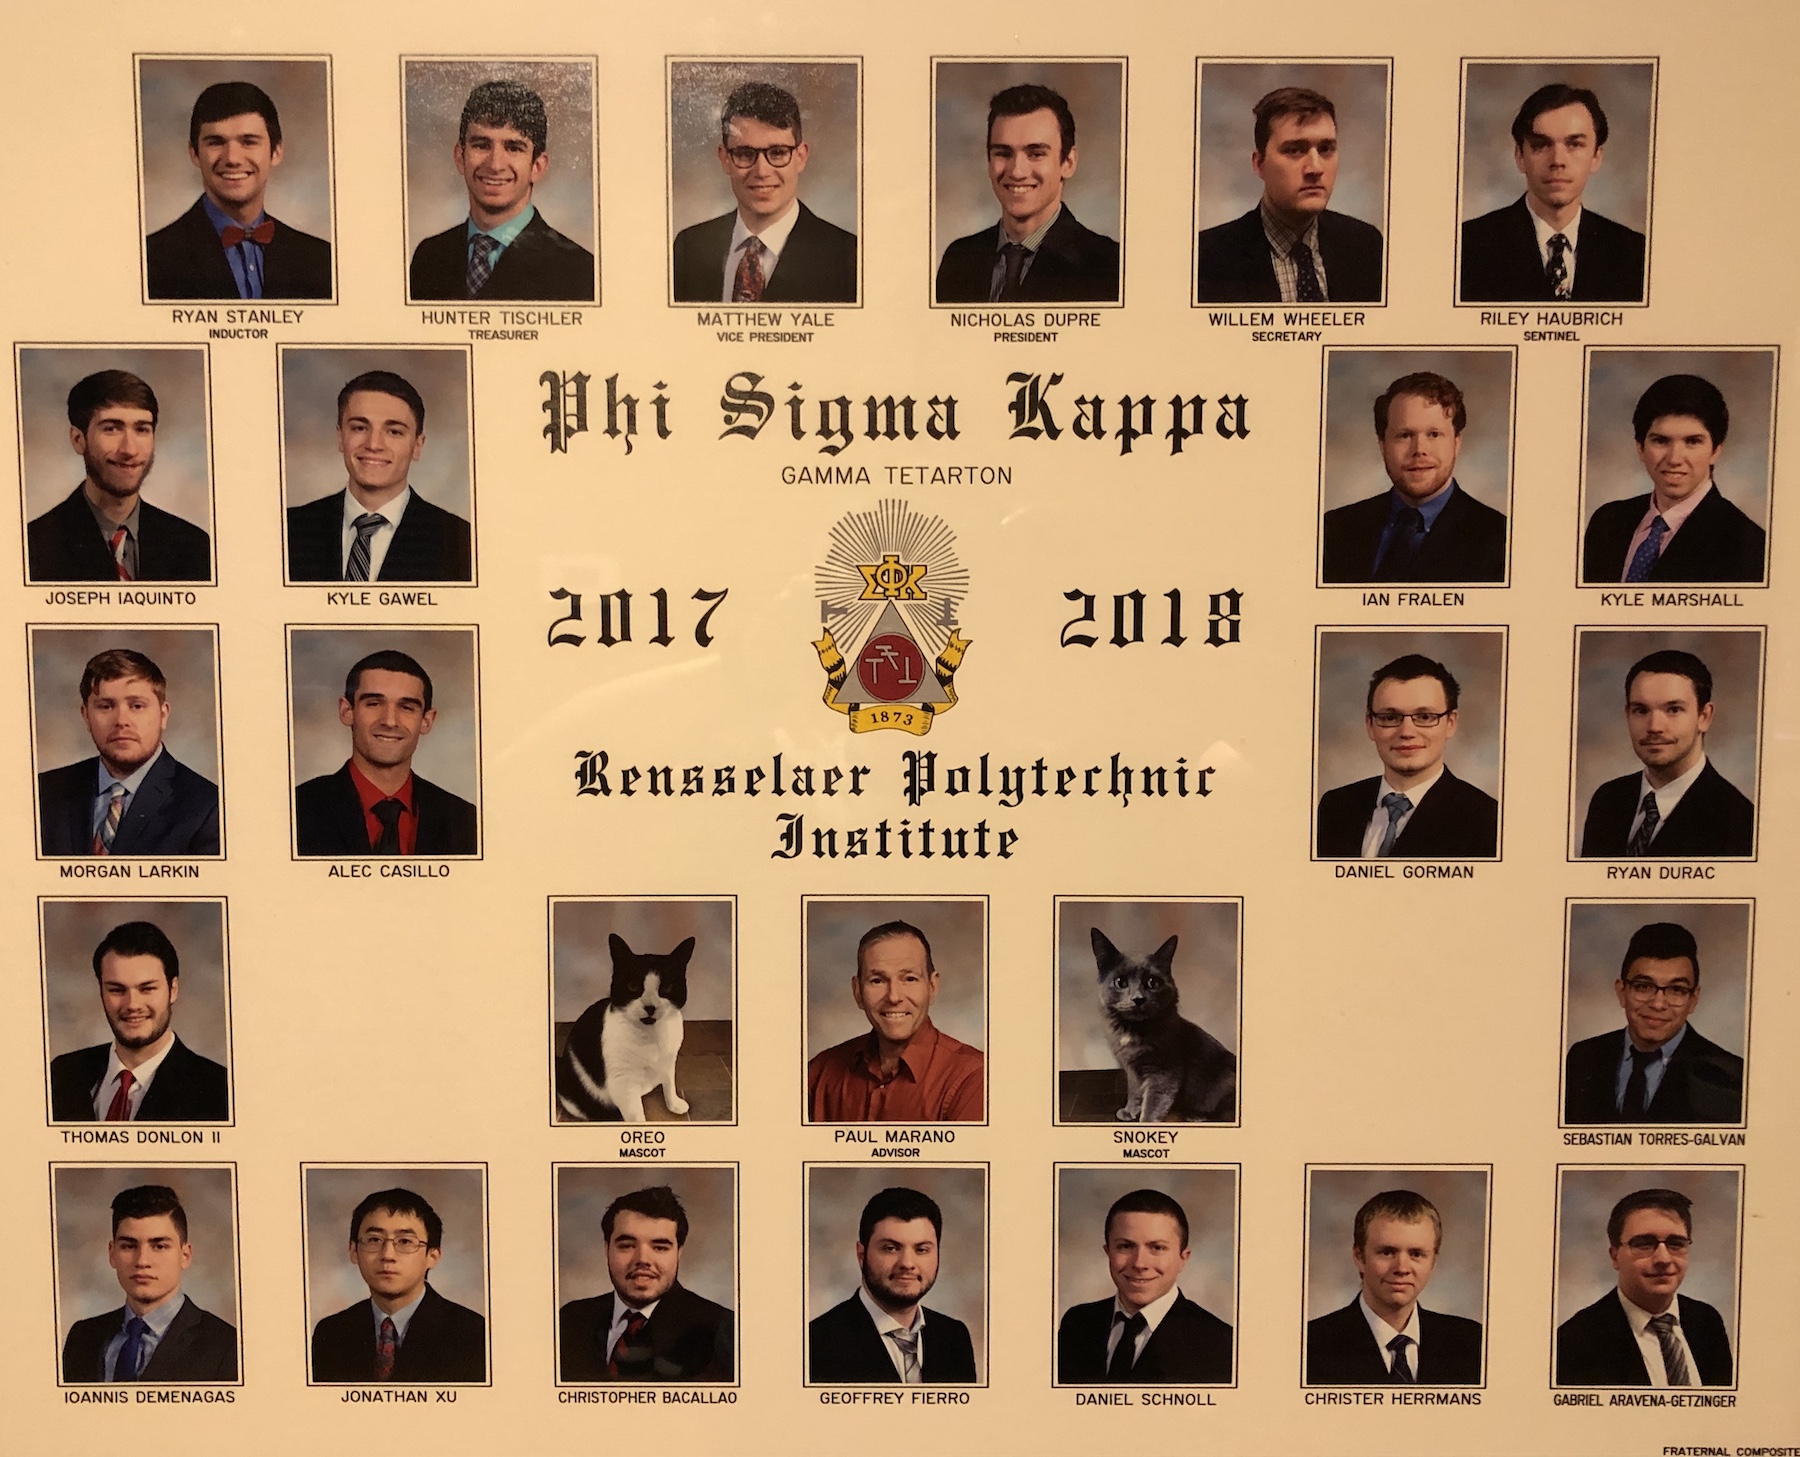 RYAN STANLEY
INDUCTOR
HUNTER TISCHLER
TREASURER
MATTHEW YALE
VICE PRESIDENT
NICHOLAS DUPRE
PRESIDENT
WILLEM WHEELER
SECRETARY
RILEY HAUBRICH
SENTINEL
Phi Sigma Kappa
GAMMA TETARTON
JOSEPH IAQUINTO
KYLE GAWEL
IAN FRALEN
KYLE MARSHALL
2017
ΣΦΚ
2018
1873
Rensselaer Polytechnic
Institute
MORGAN LARKIN
ALEC CASILLO
DANIEL GORMAN
RYAN DURAC
THOMAS DONLON II
OREO
MASCOT
PAUL MARANO
ADVISOR
SNOKEY
MASCOT
SEBASTIAN TORRES-GALVAN
IOANNIS DEMENAGAS
JONATHAN XU
CHRISTOPHER BACALLAO
GEOFFREY FIERRO
DANIEL SCHNOLL
CHRISTER HERRMANS
GABRIEL ARAVENA-GETZINGER
FRATERNAL COMPOSITE